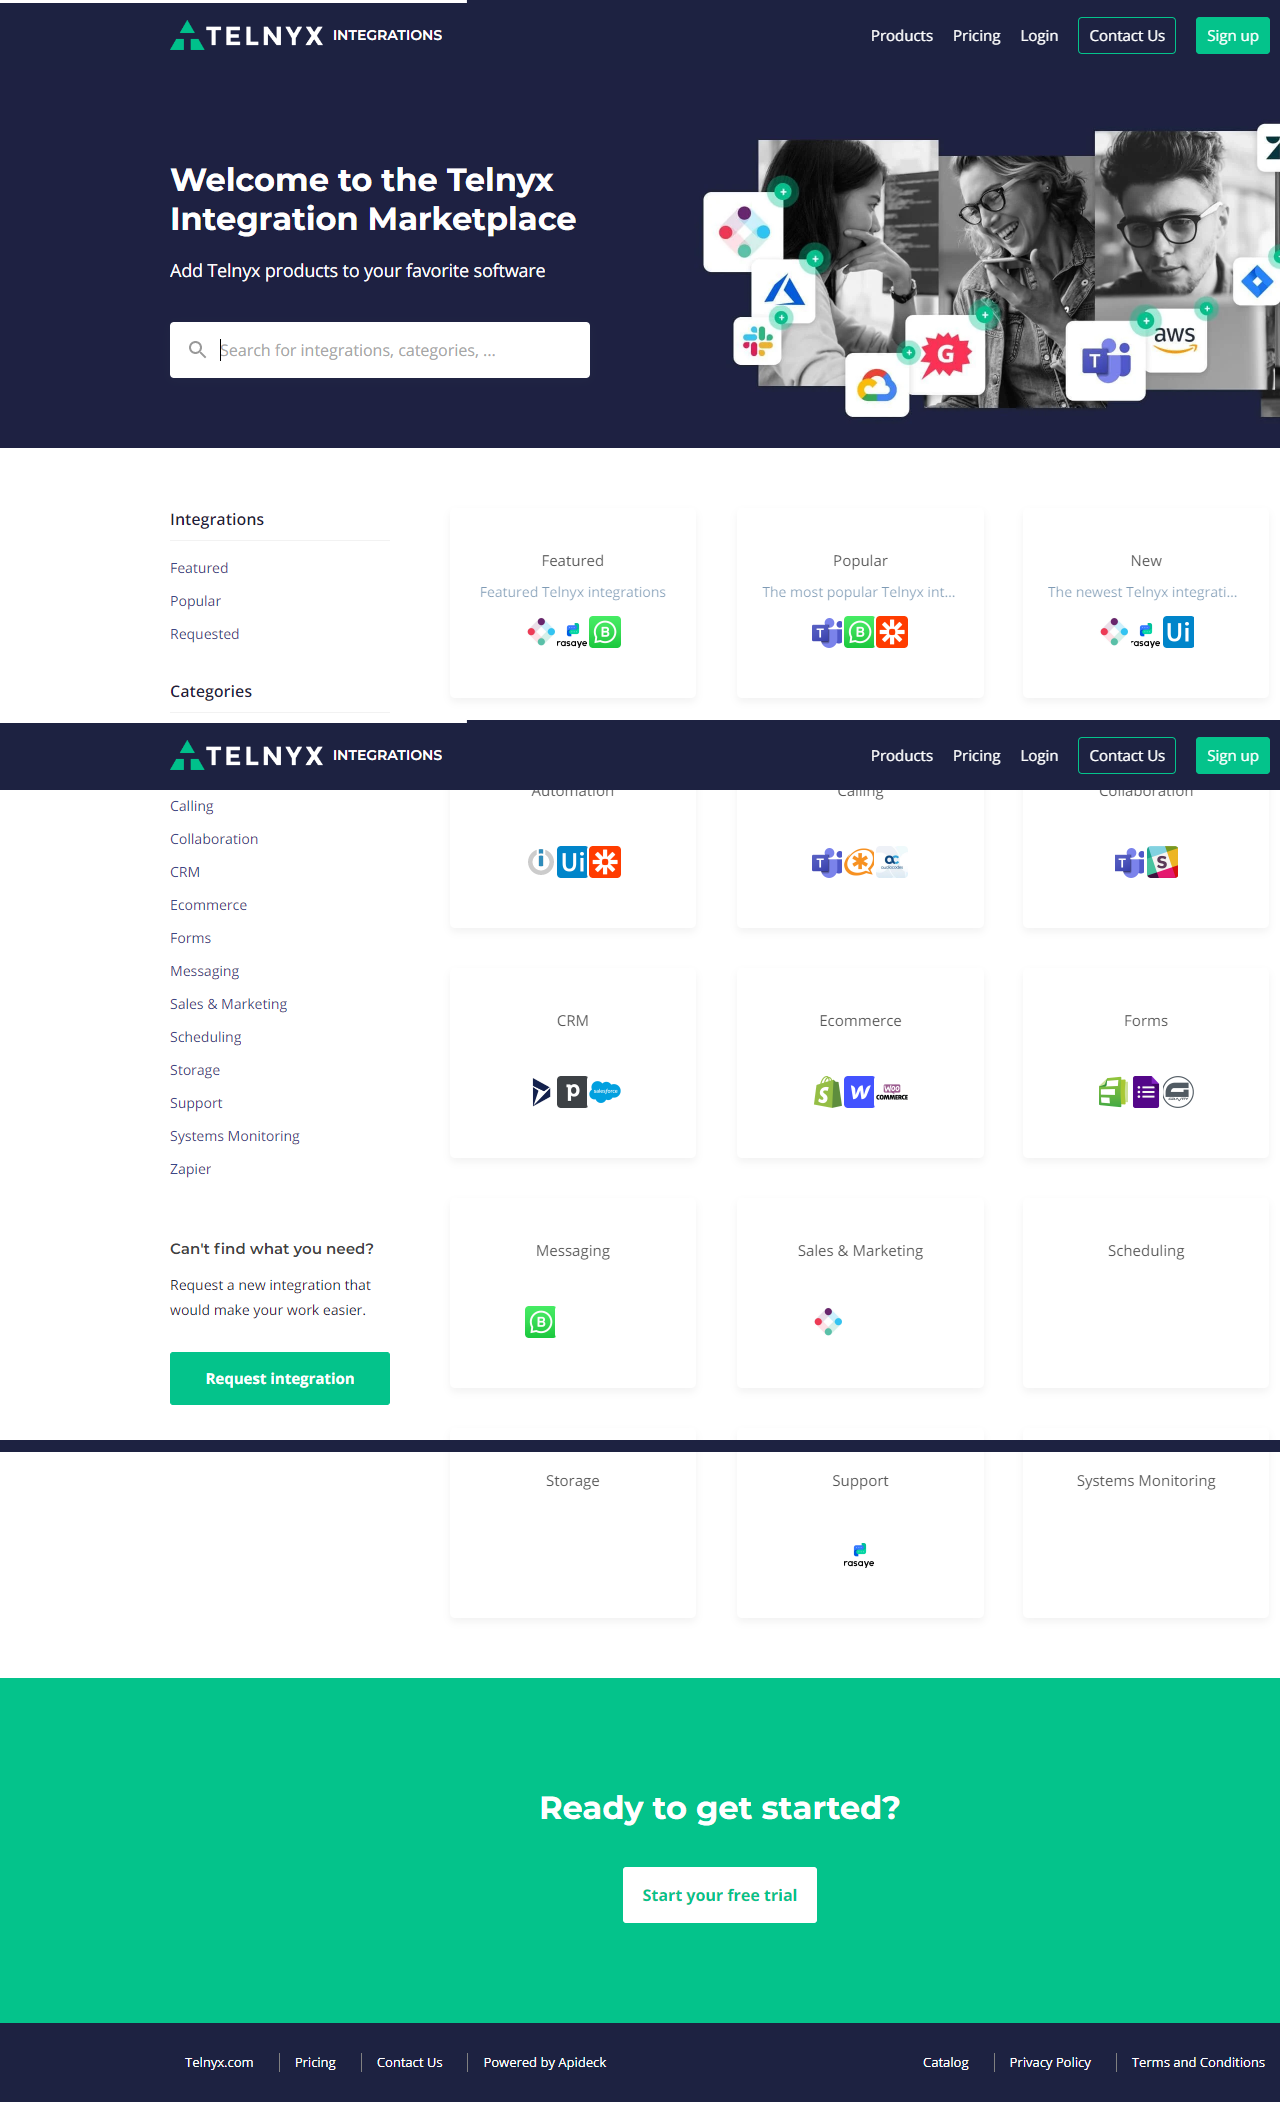 TELNYX INTEGRATIONS
Products Pricing Login Contact Us Sign up
Welcome to the Telnyx
Integration Marketplace
Add Telnyx products to your favorite software
Search for integrations, categories, ...
G
aws
Integrations
Featured
Popular
Requested
Categories
Featured
Featured Telnyx integrations
rasaye
B
Popular
The most popular Telnyx int...
T
B
New
The newest Telnyx integrati...
rasaye
Ui
TELNYX INTEGRATIONS
Products Pricing Login Contact Us Sign up
Calling
Collaboration
CRM
Ecommerce
Forms
Messaging
Sales & Marketing
Scheduling
Storage
Support
Systems Monitoring
Zapier
Can't find what you need?
Request a new integration that
would make your work easier.
Request integration
Automation
Ui
Calling
T
Collaboration
T
S
CRM
p
salesforce
Ecommerce
S
W
WOO
COMMERCE
Forms
Messaging
B
Sales & Marketing
Scheduling
Storage
Support
rasaye
Systems Monitoring
Ready to get started?
Start your free trial
Telnyx.com Pricing Contact Us Powered by Apideck
Catalog Privacy Policy Terms and Conditions